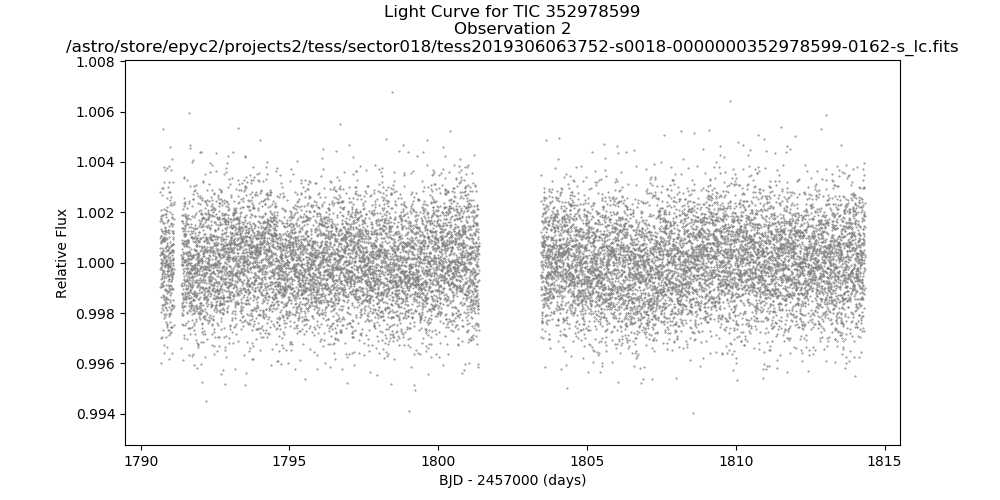 Light Curve for TIC 352978599
Observation 2
/astro/store/epyc2/projects2/tess/sector018/tess2019306063752-s0018-0000000352978599-0162-s_lc.fits
1.008
1.006
1.004
1.002
1.000
0.998
0.996
0.994
Relative Flux
1790
1795
1800
1805
1810
1815
BJD - 2457000 (days)